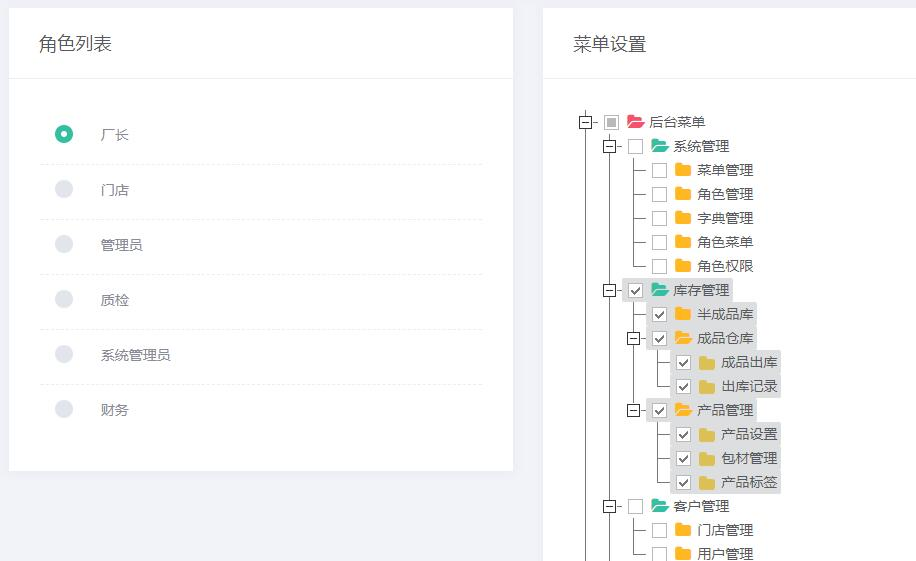 角色列表
厂长
门店
管理员
质检
系统管理员
财务
菜单设置
后台菜单
系统管理
菜单管理
角色管理
字典管理
角色菜单
角色权限
库存管理
半成品库
成品仓库
成品出库
出库记录
产品管理
产品设置
包材管理
产品标签
客户管理
门店管理
用户管理